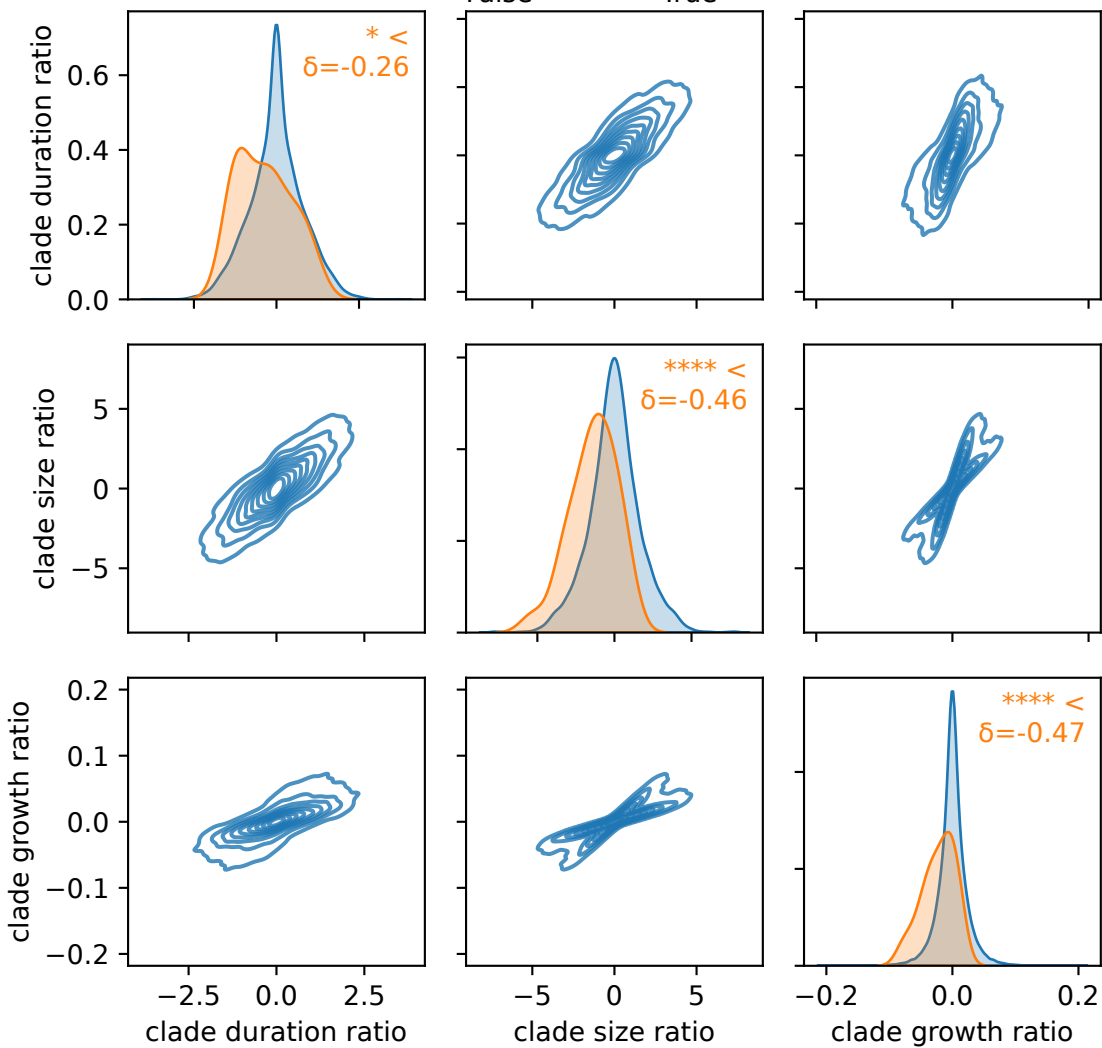 * <
δ=-0.26
clade duration ratio
0.6
0.4
0.2
0.0
**** <
δ=-0.46
clade size ratio
5
0
−5
**** <
δ=-0.47
clade growth ratio
0.2
0.1
0.0
−0.1
−0.2
−2.5 0.0 2.5
−5 0 5
−0.2 0.0 0.2
clade duration ratio
clade size ratio
clade growth ratio